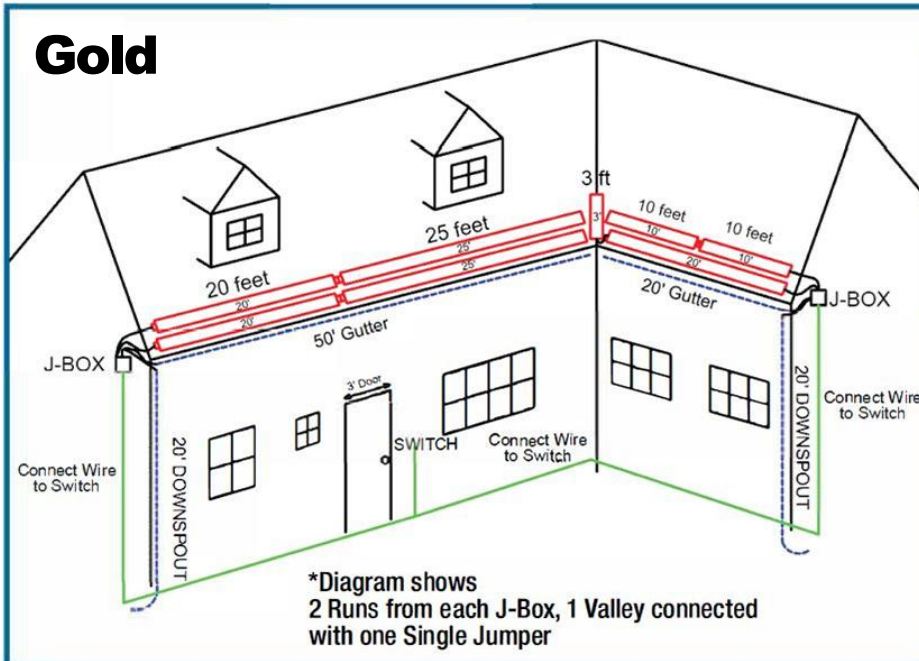 Gold
3 ft
3'
10 feet
10'
10 feet
10'
25 feet
25'
25'
20'
20 feet
20'
20'
20' Gutter
J-BOX
50' Gutter
J-BOX
3' Door
SWITCH
Connect Wire
to Switch
Connect Wire
to Switch
Connect Wire
to Switch
20' DOWNSPOUT
20' DOWNSPOUT
*Diagram shows
2 Runs from each J-Box, 1 Valley connected
with one Single Jumper